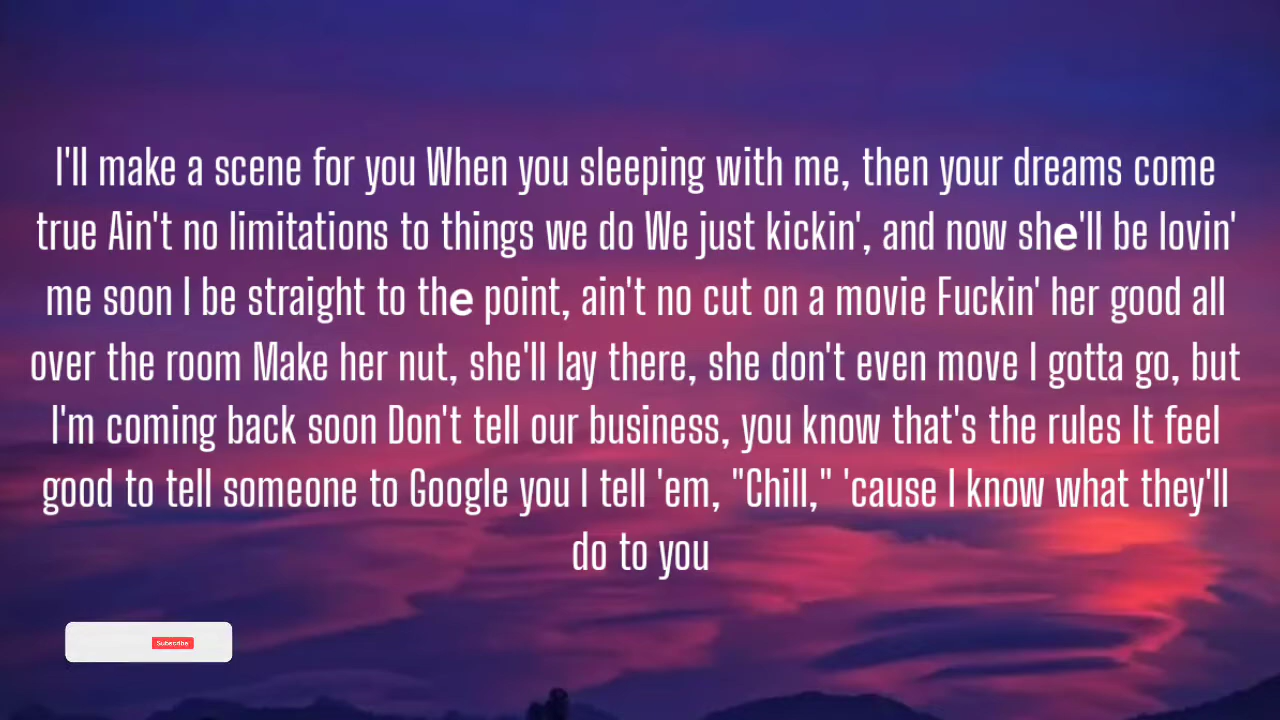 I'll make a scene for you When you sleeping with me, then your dreams come
true Ain't no limitations to things we do We just kickin', and now she'll be lovin'
me soon I be straight to the point, ain't no cut on a movie Fuckin' her good all
over the room Make her nut, she'll lay there, she don't even move I gotta go, but
I'm coming back soon Don't tell our business, you know that's the rules It feel
good to tell someone to Google you I tell 'em, "Chill," 'cause I know what they'll
do to you
Subscribe